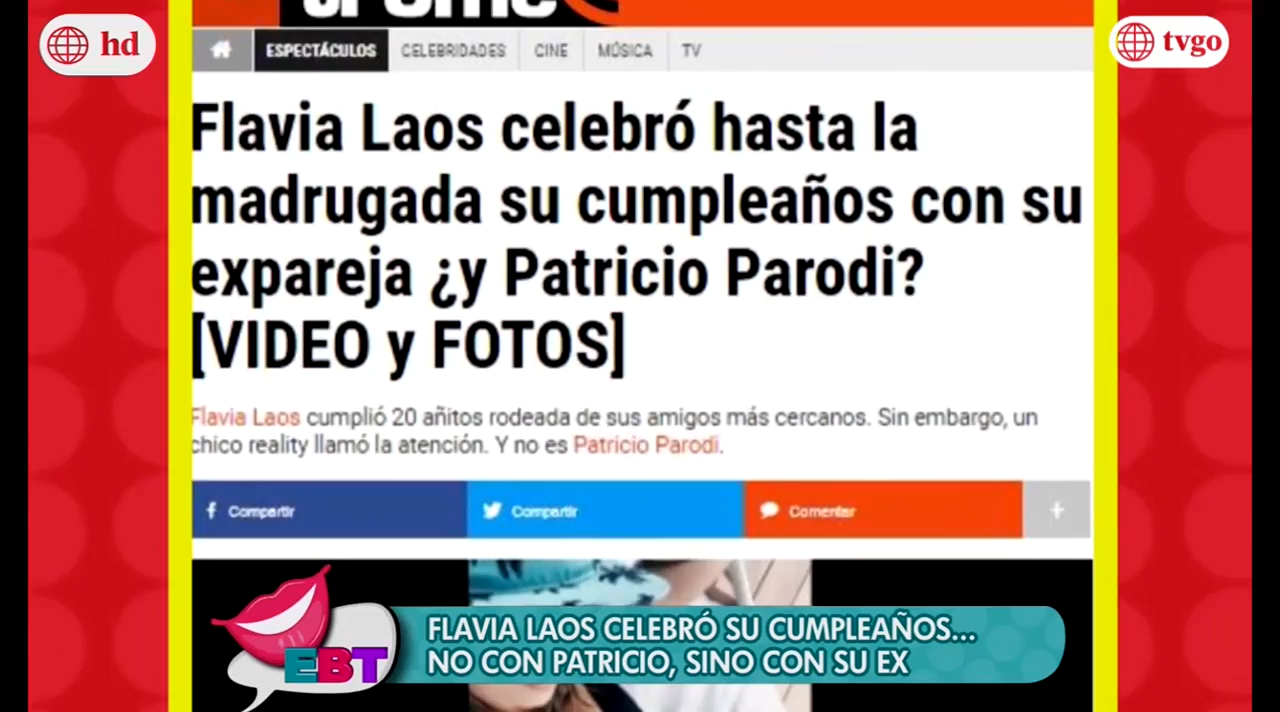 hd
tvgo
ESPECTÁCULOS CELEBRIDADES CINE MÚSICA TV
Flavia Laos celebró hasta la
madrugada su cumpleaños con su
expareja ¿y Patricio Parodi?
[VIDEO y FOTOS]
Flavia Laos cumplió 20 añitos rodeada de sus amigos más cercanos. Sin embargo, un
chico reality llamó la atención. Y no es Patricio Parodi.
Compartir Compartir Comentar +
EBT
FLAVIA LAOS CELEBRÓ SU CUMPLEAÑOS...
NO CON PATRICIO, SINO CON SU EX